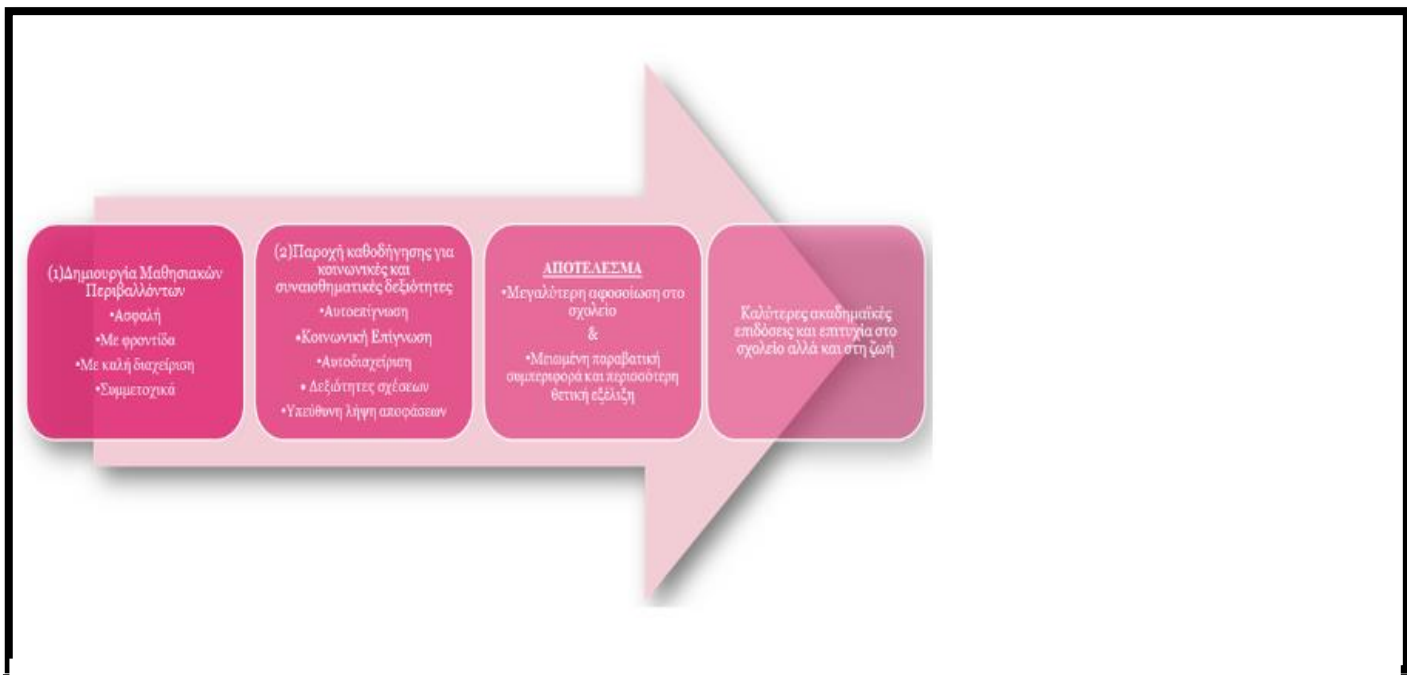 (1)Δημιουργία Μαθησιακών
Περιβαλλόντων
•Ασφαλή
•Με φροντίδα
•Με καλή διαχείριση
•Συμμετοχικά
(2)Παροχή καθοδήγησης για
κοινωνικές και
συναισθηματικές δεξιότητες
•Αυτοεπίγνωση
•Κοινωνική Επίγνωση
•Αυτοδιαχείριση
• Δεξιότητες σχέσεων
•Υπεύθυνη λήψη αποφάσεων
ΑΠΟΤΕΛΕΣΜΑ
•Μεγαλύτερη αφοσοίωση στο
σχολείο
&
•Μειωμένη παραβατική
συμπεριφορά και περισσότερη
θετική εξέλιξη
Καλύτερες ακαδημαϊκές
επιδόσεις και επιτυχία στο
σχολείο αλλά και στη ζωή